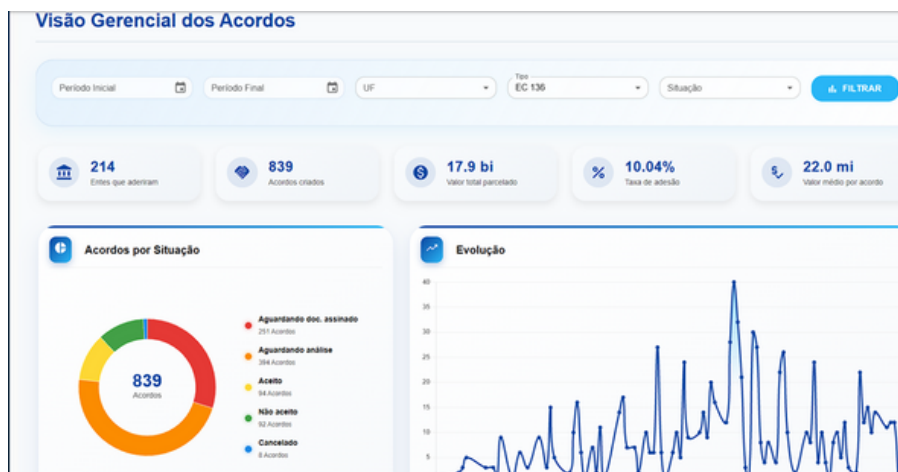 Visão Gerencial dos Acordos
Período Inicial
Período Final
UF
Tipo
EC 136
Situação
FILTRAR
214
Entes que aderiram
839
Acordos criados
17.9 bi
Valor total parcelado
10.04%
Taxa de adesão
22.0 mi
Valor médio por acordo
Acordos por Situação
839
Acordos
Aguardando doc. assinado
251 Acordos
Aguardando análise
394 Acordos
Aceito
94 Acordos
Não aceito
92 Acordos
Cancelado
8 Acordos
Evolução
40
35
30
25
20
15
10
5